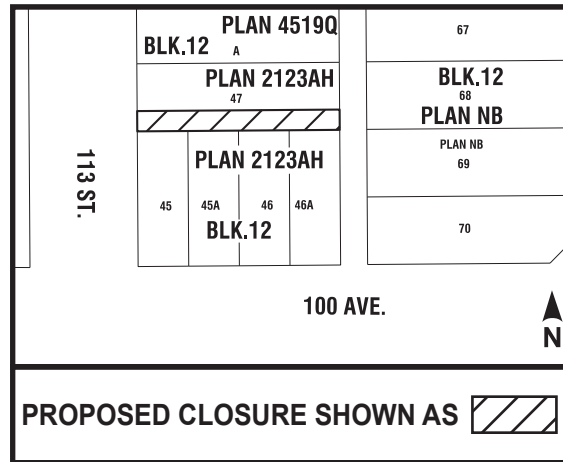 PLAN 4519Q
BLK.12 A
PLAN 2123AH
47
67
BLK.12
68
PLAN NB
PLAN NB
69
70
113 ST.
PLAN 2123AH
45 45A 46 46A
BLK.12
100 AVE.
N
PROPOSED CLOSURE SHOWN AS